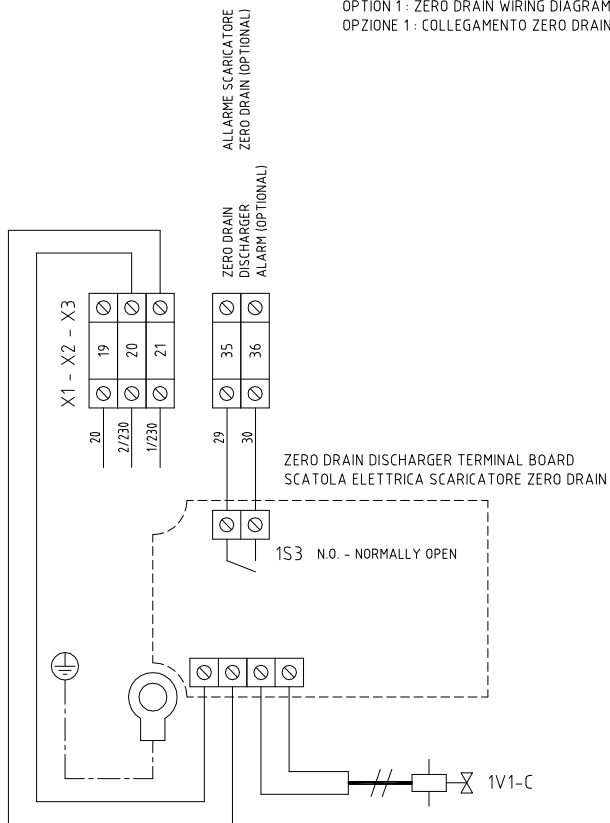 OPTION 1 : ZERO DRAIN WIRING DIAGRAM
OPZIONE 1 : COLLEGAMENTO ZERO DRAIN
ALLARME SCARICATORE
ZERO DRAIN (OPTIONAL)
ZERO DRAIN
DISCHARGER
ALARM (OPTIONAL)
X1 - X2 - X3
19
20
21
35
36
20
2/230
1/230
29
30
ZERO DRAIN DISCHARGER TERMINAL BOARD
SCATOLA ELETTRICA SCARICATORE ZERO DRAIN
1S3 N.O. - NORMALLY OPEN
1V1-C